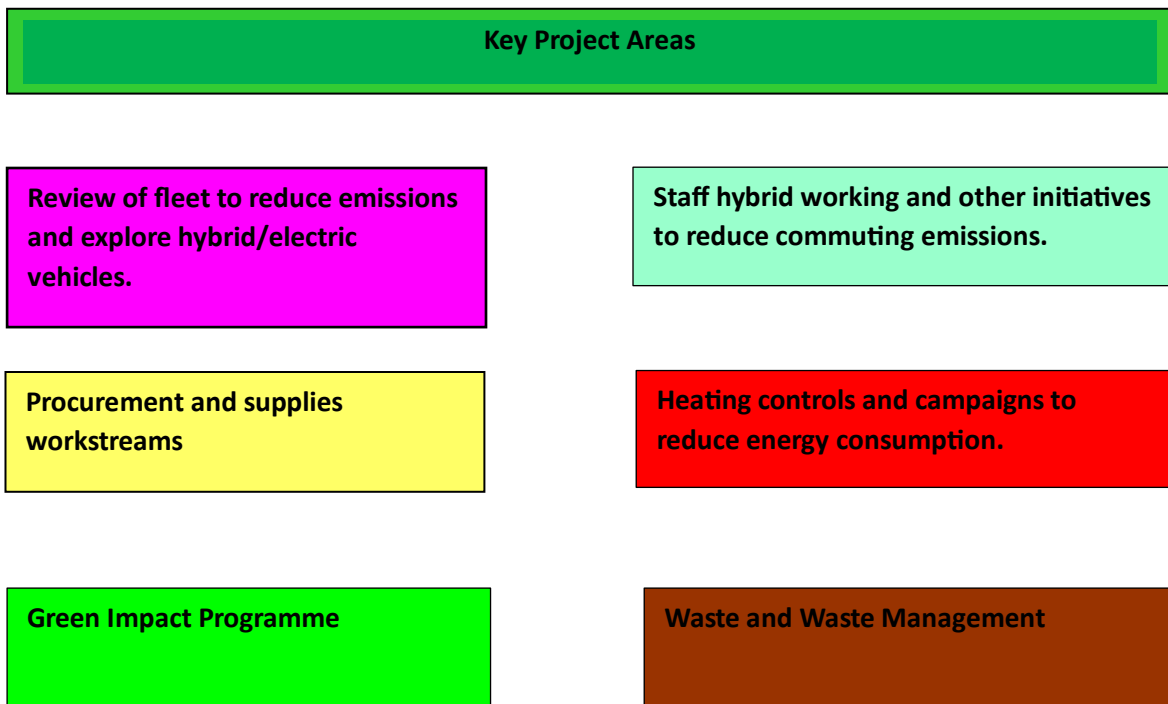 Key Project Areas
Review of fleet to reduce emissions
and explore hybrid/electric
vehicles.
Staff hybrid working and other initiatives
to reduce commuting emissions.
Procurement and supplies
workstreams
Heating controls and campaigns to
reduce energy consumption.
Green Impact Programme
Waste and Waste Management